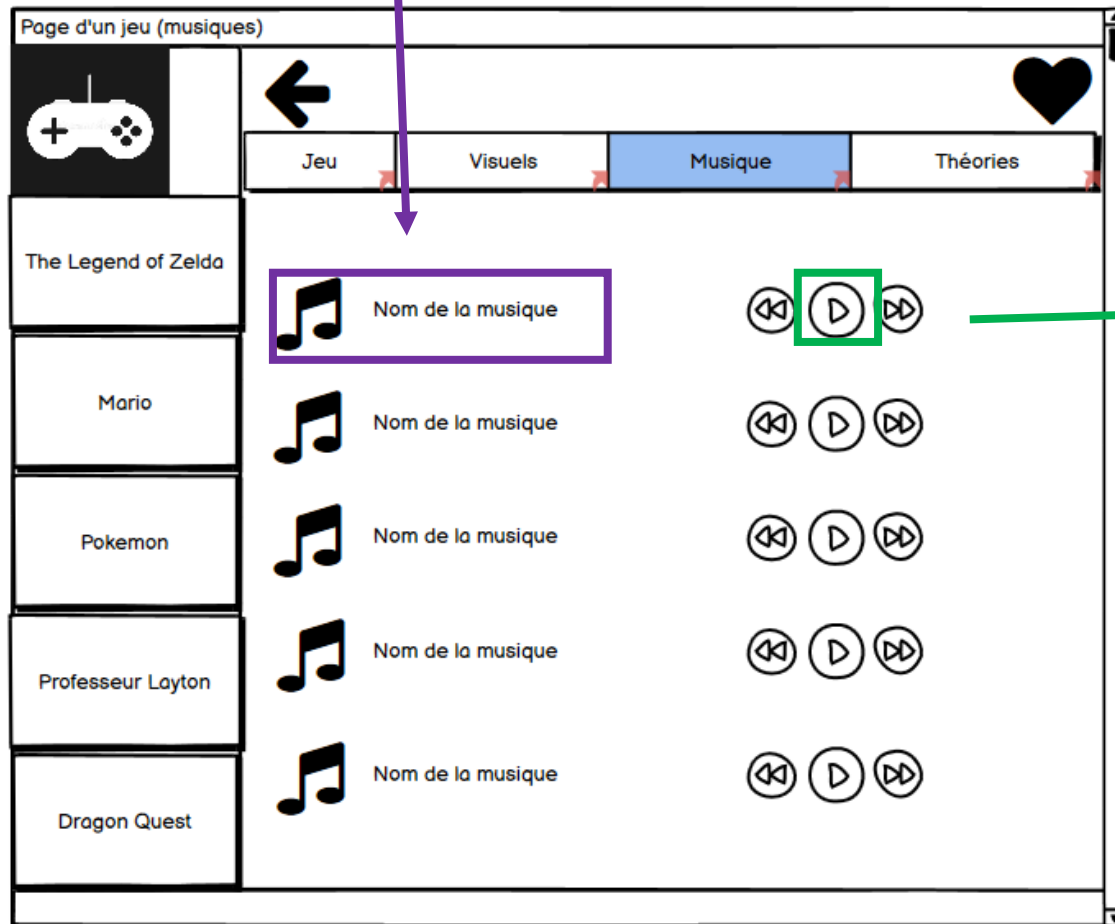 Page d'un jeu (musiques)
Jeu
Visuels
Musique
Théories
The Legend of Zelda
Mario
Pokemon
Professeur Layton
Dragon Quest
Nom de la musique
Nom de la musique
Nom de la musique
Nom de la musique
Nom de la musique